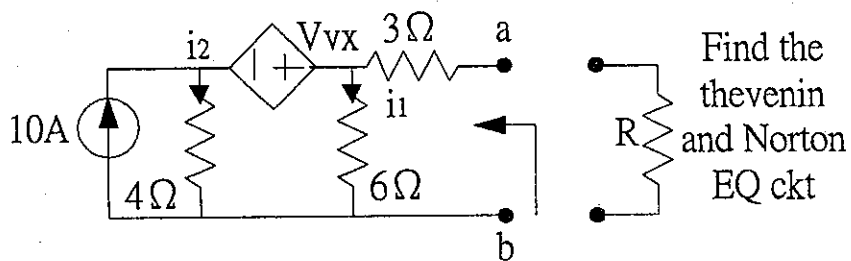 i2
Vvx
3Ω
a
10A
4Ω
i1
6Ω
R
b
Find the
thevenin
and Norton
EQ ckt